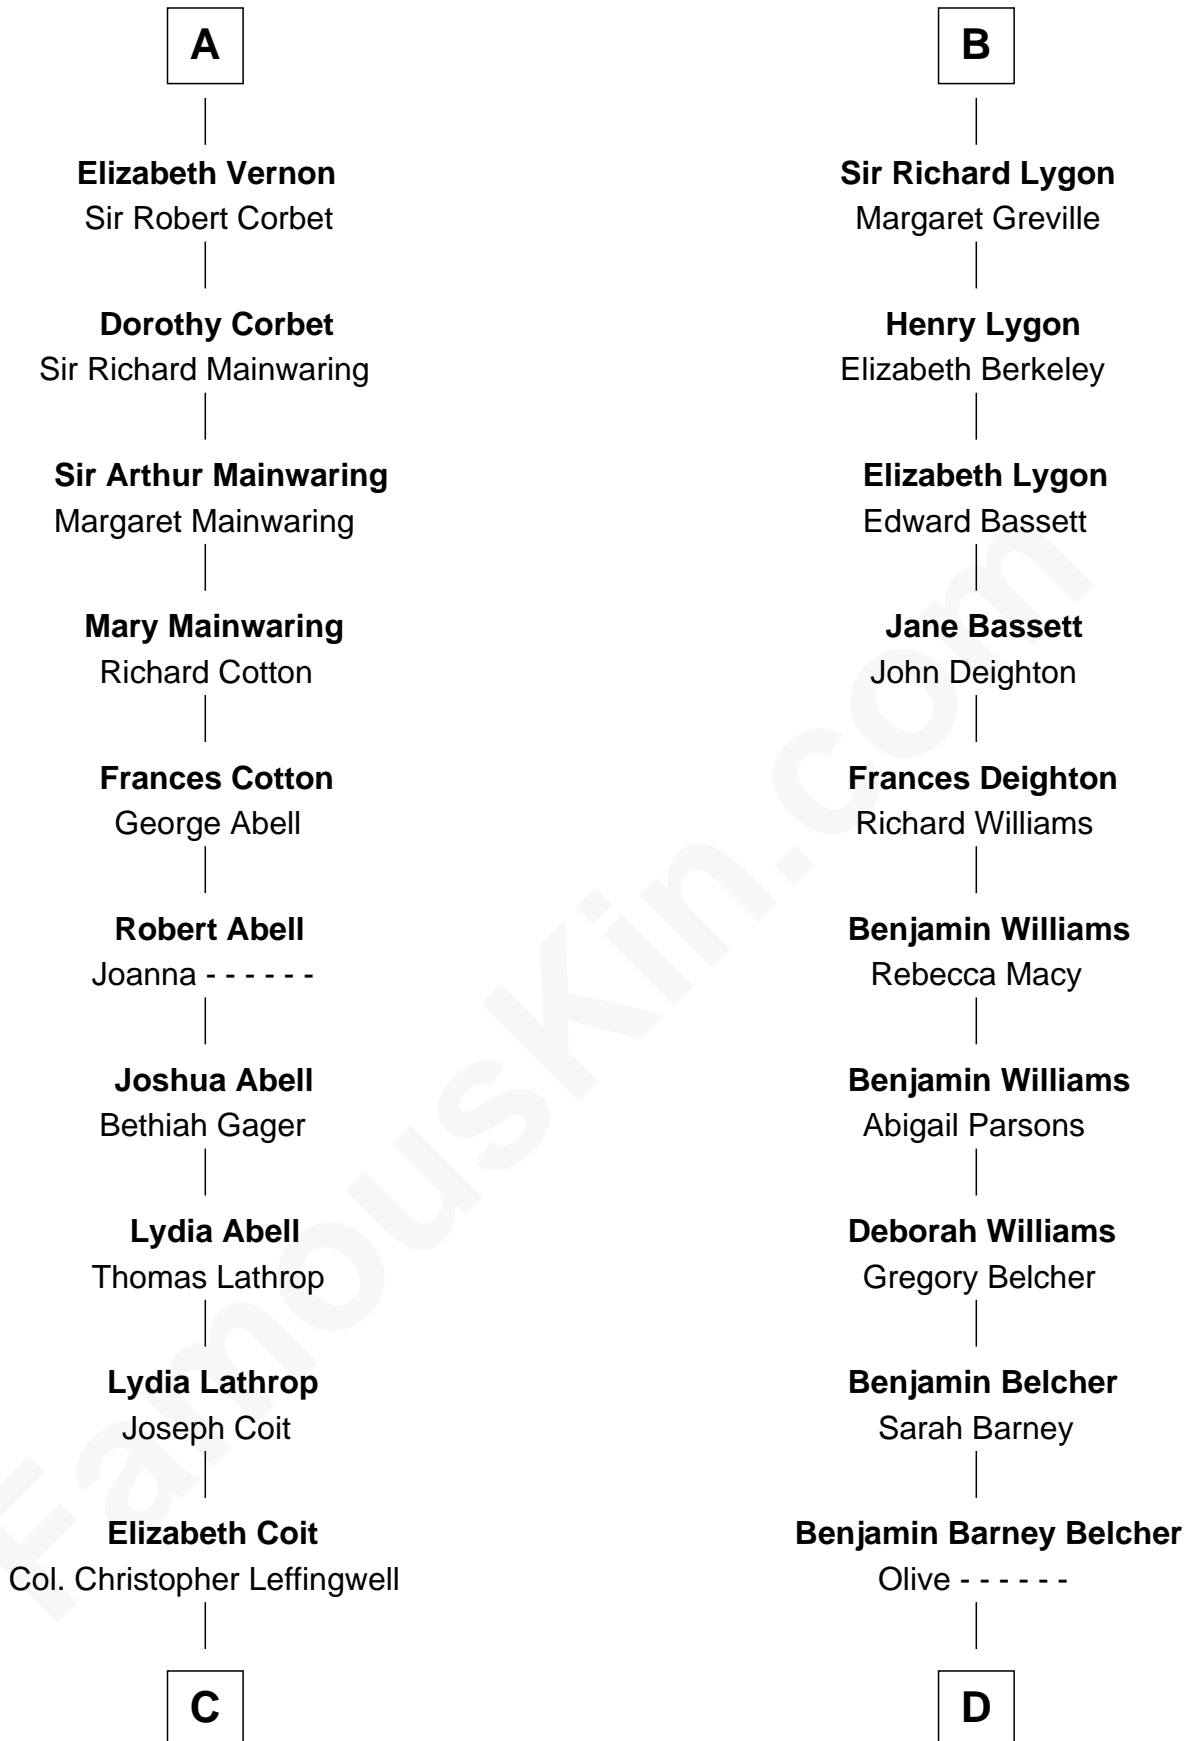 A
Elizabeth Vernon
Sir Robert Corbet
Dorothy Corbet
Sir Richard Mainwaring
Sir Arthur Mainwaring
Margaret Mainwaring
Mary Mainwaring
Richard Cotton
Frances Cotton
George Abell
Robert Abell
Joanna - - - - - -
Joshua Abell
Bethiah Gager
Lydia Abell
Thomas Lathrop
Lydia Lathrop
Joseph Coit
Elizabeth Coit
Col. Christopher Leffingwell
C
B
Sir Richard Lygon
Margaret Greville
Henry Lygon
Elizabeth Berkeley
Elizabeth Lygon
Edward Bassett
Jane Bassett
John Deighton
Frances Deighton
Richard Williams
Benjamin Williams
Rebecca Macy
Benjamin Williams
Abigail Parsons
Deborah Williams
Gregory Belcher
Benjamin Belcher
Sarah Barney
Benjamin Barney Belcher
Olive - - - - - -
D
FamousKin.com